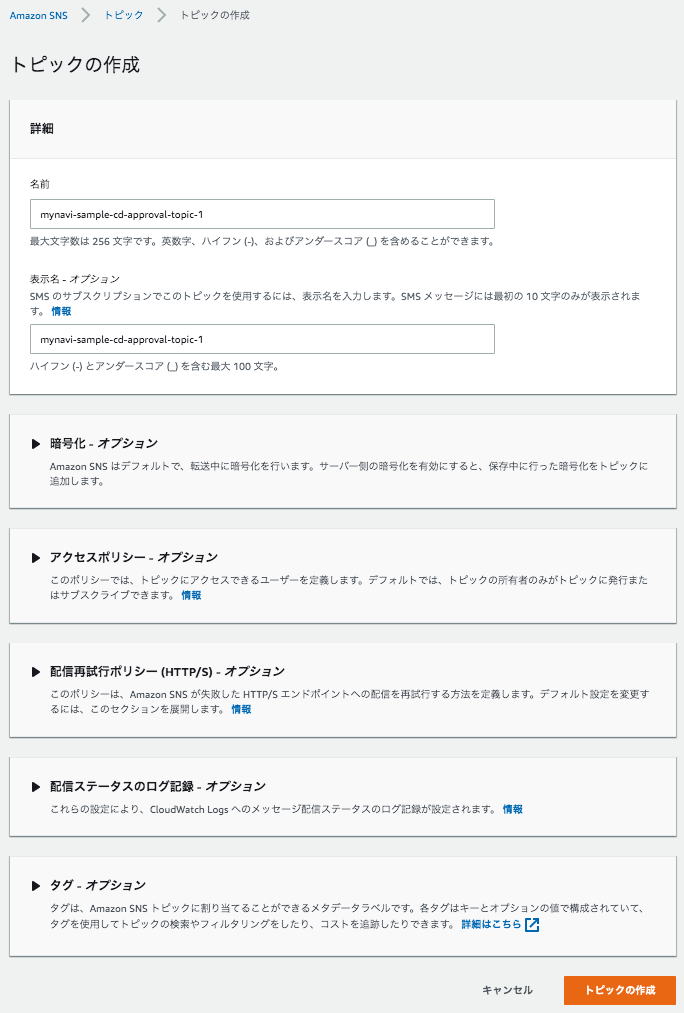 Amazon SNS > トピック > トピックの作成
トピックの作成
詳細
名前
mynavi-sample-cd-approval-topic-1
最大文字数は 256 文字です。英数字、ハイフン (-)、およびアンダースコア (_) を含めることができます。
表示名 - オプション
SMS のサブスクリプションでこのトピックを使用するには、表示名を入力します。SMS メッセージには最初の 10 文字のみが表示されま
す。 情報
mynavi-sample-cd-approval-topic-1
ハイフン (-) とアンダースコア (_) を含む最大 100 文字。
暗号化 - オプション
Amazon SNS はデフォルトで、転送中に暗号化を行います。サーバー側の暗号化を有効にすると、保存中に行った暗号化をトピックに
追加します。
アクセスポリシー - オプション
このポリシーでは、トピックにアクセスできるユーザーを定義します。デフォルトでは、トピックの所有者のみがトピックに発行また
はサブスクライブできます。 情報
配信再試行ポリシー (HTTP/S) - オプション
このポリシーは、Amazon SNS が失敗した HTTP/S エンドポイントへの配信を再試行する方法を定義します。デフォルト設定を変更す
るには、このセクションを展開します。 情報
配信ステータスのログ記録 - オプション
これらの設定により、CloudWatch Logs へのメッセージ配信ステータスのログ記録が設定されます。 情報
タグ - オプション
タグは、Amazon SNS トピックに割り当てることができるメタデータラベルです。各タグはキーとオプションの値で構成されていて、
タグを使用してトピックの検索やフィルタリングをしたり、コストを追跡したりできます。 詳細はこちら
キャンセル
トピックの作成